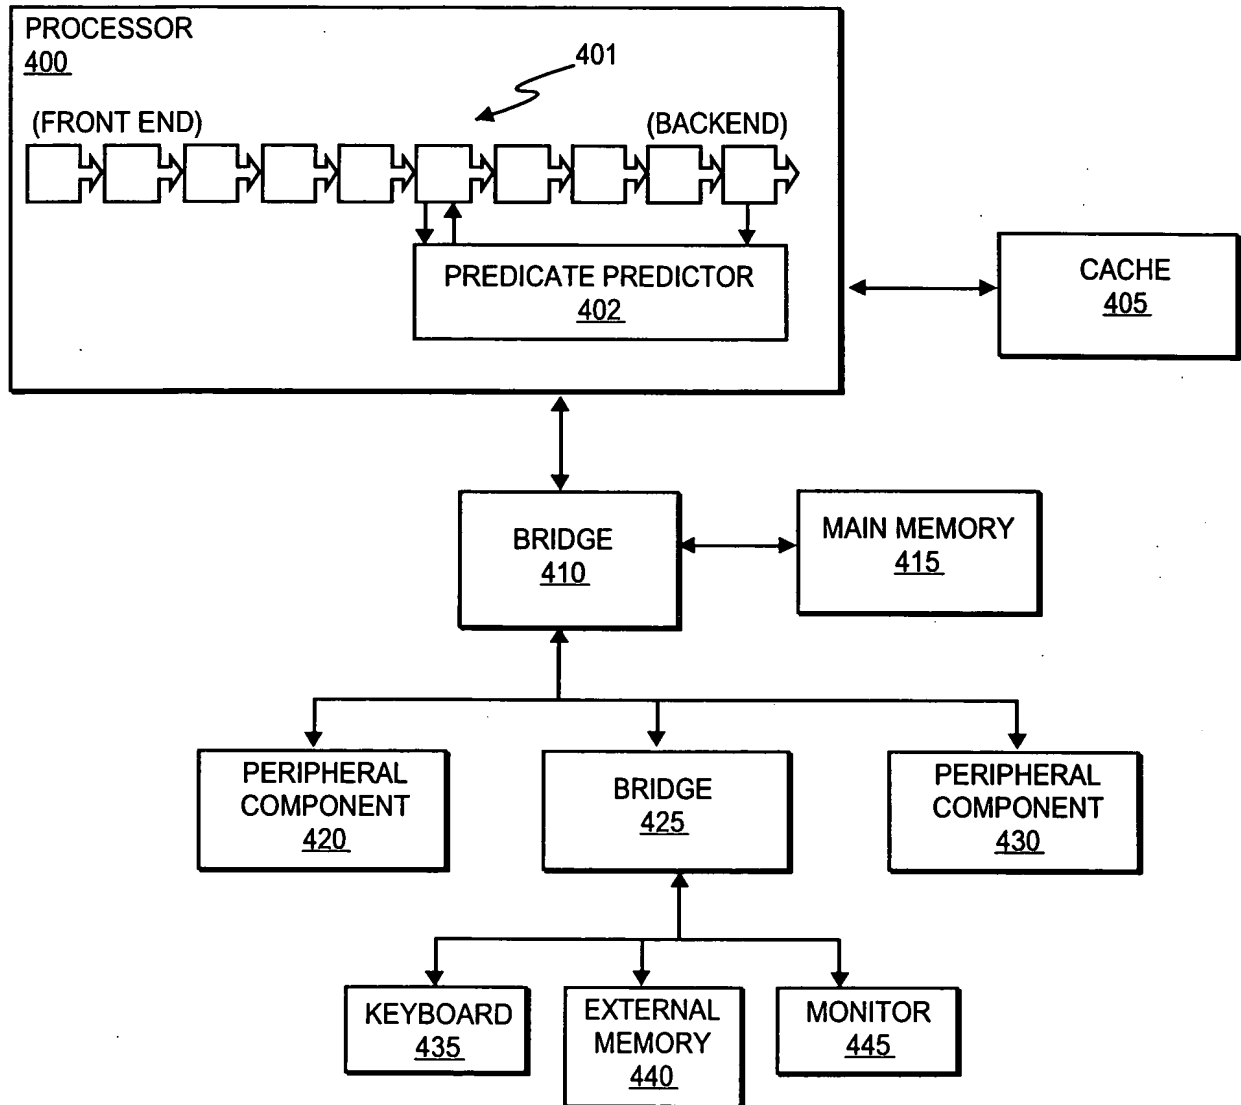 PROCESSOR
400
401
(FRONT END)
(BACKEND)
PREDICATE PREDICTOR
402
CACHE
405
BRIDGE
410
MAIN MEMORY
415
PERIPHERAL
COMPONENT
420
BRIDGE
425
PERIPHERAL
COMPONENT
430
KEYBOARD
435
EXTERNAL
MEMORY
440
MONITOR
445